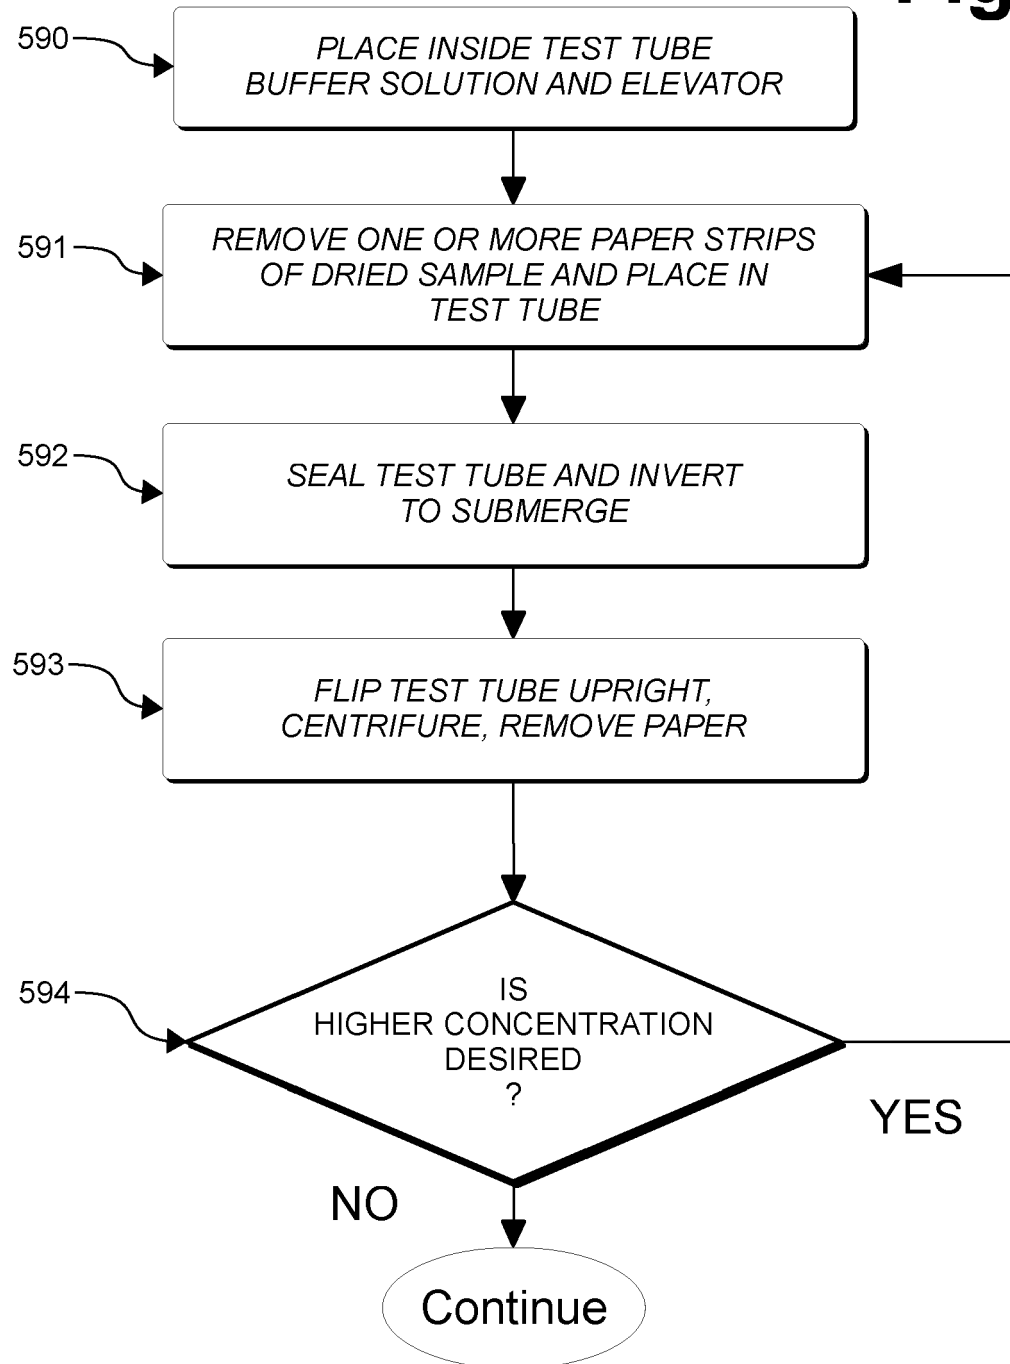 Fig
590
PLACE INSIDE TEST TUBE
BUFFER SOLUTION AND ELEVATOR
591
REMOVE ONE OR MORE PAPER STRIPS
OF DRIED SAMPLE AND PLACE IN
TEST TUBE
592
SEAL TEST TUBE AND INVERT
TO SUBMERGE
593
FLIP TEST TUBE UPRIGHT,
CENTRIFURE, REMOVE PAPER
594
IS
HIGHER CONCENTRATION
DESIRED
?
YES
NO
Continue